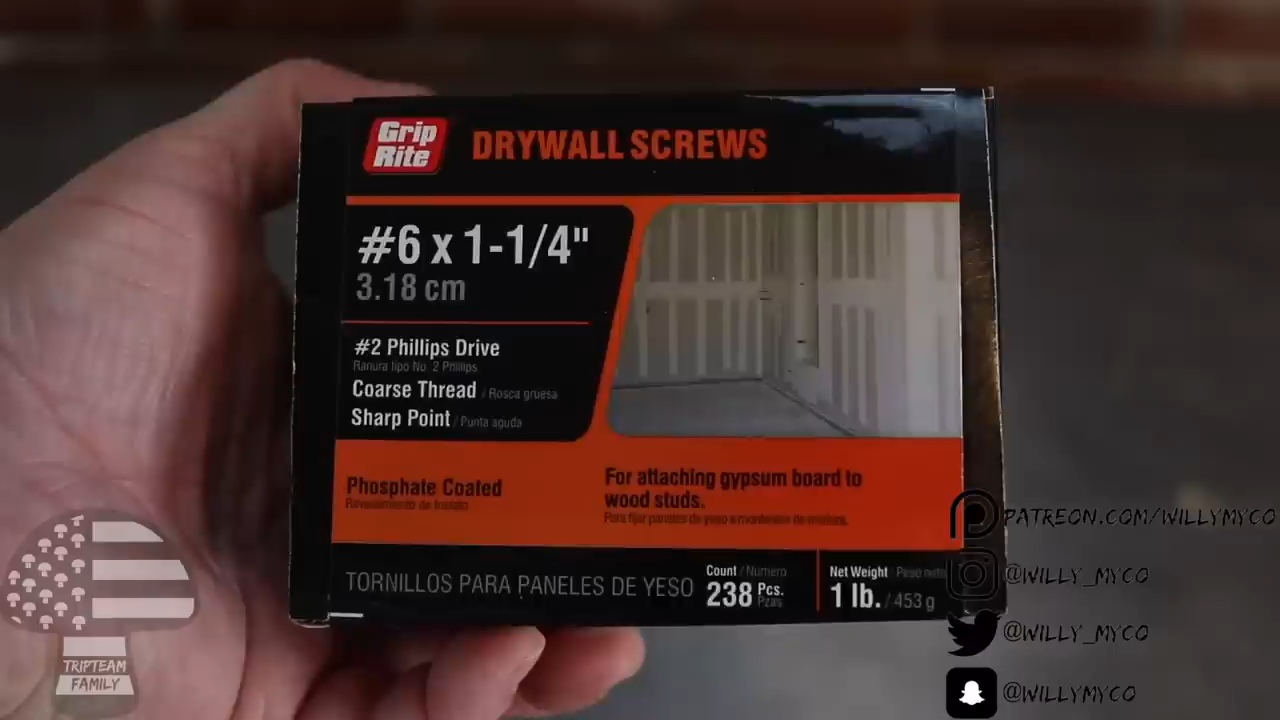 Grip
Rite
DRYWALL SCREWS
#6 x 1-1/4"
3.18 cm
#2 Phillips Drive
Ranura tipo No. 2 Phillips
Coarse Thread / Rosca gruesa
Sharp Point / Punta aguda
Phosphate Coated
For attaching gypsum board to
wood studs.
TORNILLOS PARA PANELES DE YESO
Count / Número
238 Pcs.
Pzas
Net Weight / Peso neto
1 lb. / 453 g
PATREON.COM/WILLYMYCO
@WILLY_MYCO
@WILLY_MYCO
@WILLYMYCO
TRIPTEAM
FAMILY